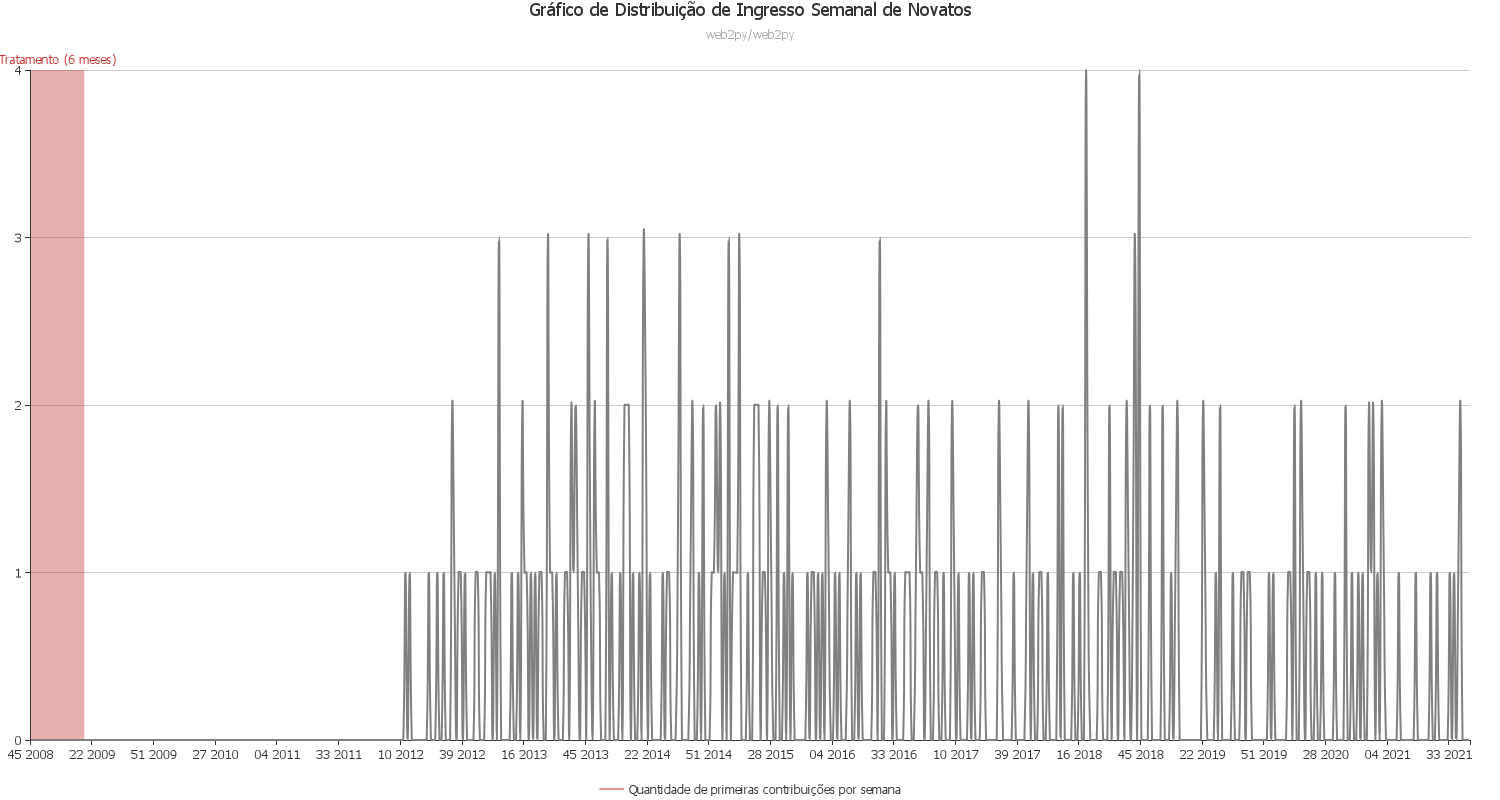 Gráfico de Distribuição de Ingresso Semanal de Novatos
web2py/web2py
Tratamento (6 meses)
4
3
2
1
0
45 2008 22 2009 51 2009 27 2010 04 2011 33 2011 10 2012 39 2012 16 2013 45 2013 22 2014 51 2014 28 2015 04 2016 33 2016 10 2017 39 2017 16 2018 45 2018 22 2019 51 2019 28 2020 04 2021 33 2021
Quantidade de primeiras contribuições por semana